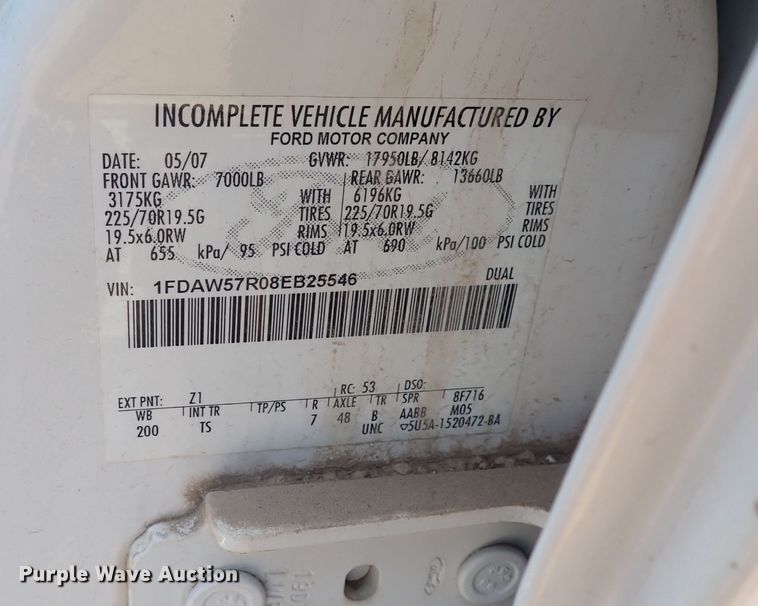 INCOMPLETE VEHICLE MANUFACTURED BY
FORD MOTOR COMPANY
DATE: 05/07 GVWR: 17950LB/ 8142KG
FRONT GAWR: 7000LB REAR GAWR: 13660LB
3175KG WITH 6196KG WITH
225/70R19.5G TIRES 225/70R19.5G TIRES
19.5x6.0RW RIMS 19.5x6.0RW RIMS
AT 655 kPa/ 95 PSI COLD AT 690 kPa/100 PSI COLD
VIN: 1FDAW57R08EB25546 DUAL
EXT PNT: Z1 RC: 53 DSO:
WB INT TR TP/PS R AXLE TR SPR 8F716
200 TS 7 48 B AABB M05
UNC 5U5A-1520472-BA
Purple Wave Auction